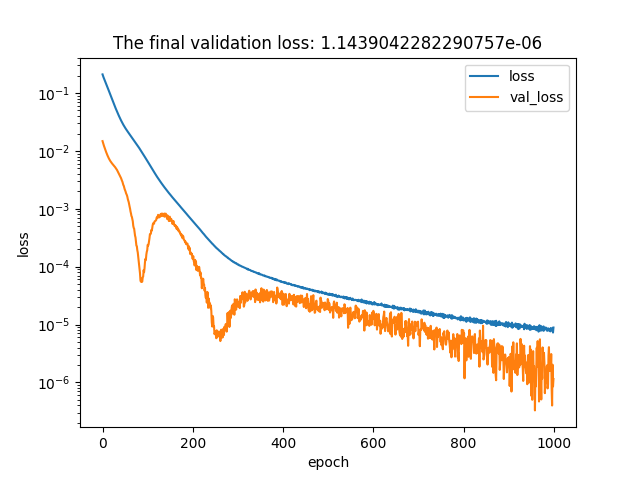 The final validation loss: 1.1439042282290757e-06
loss
val_loss
10⁻¹
10⁻²
10⁻³
10⁻⁴
10⁻⁵
10⁻⁶
loss
0 200 400 600 800 1000
epoch